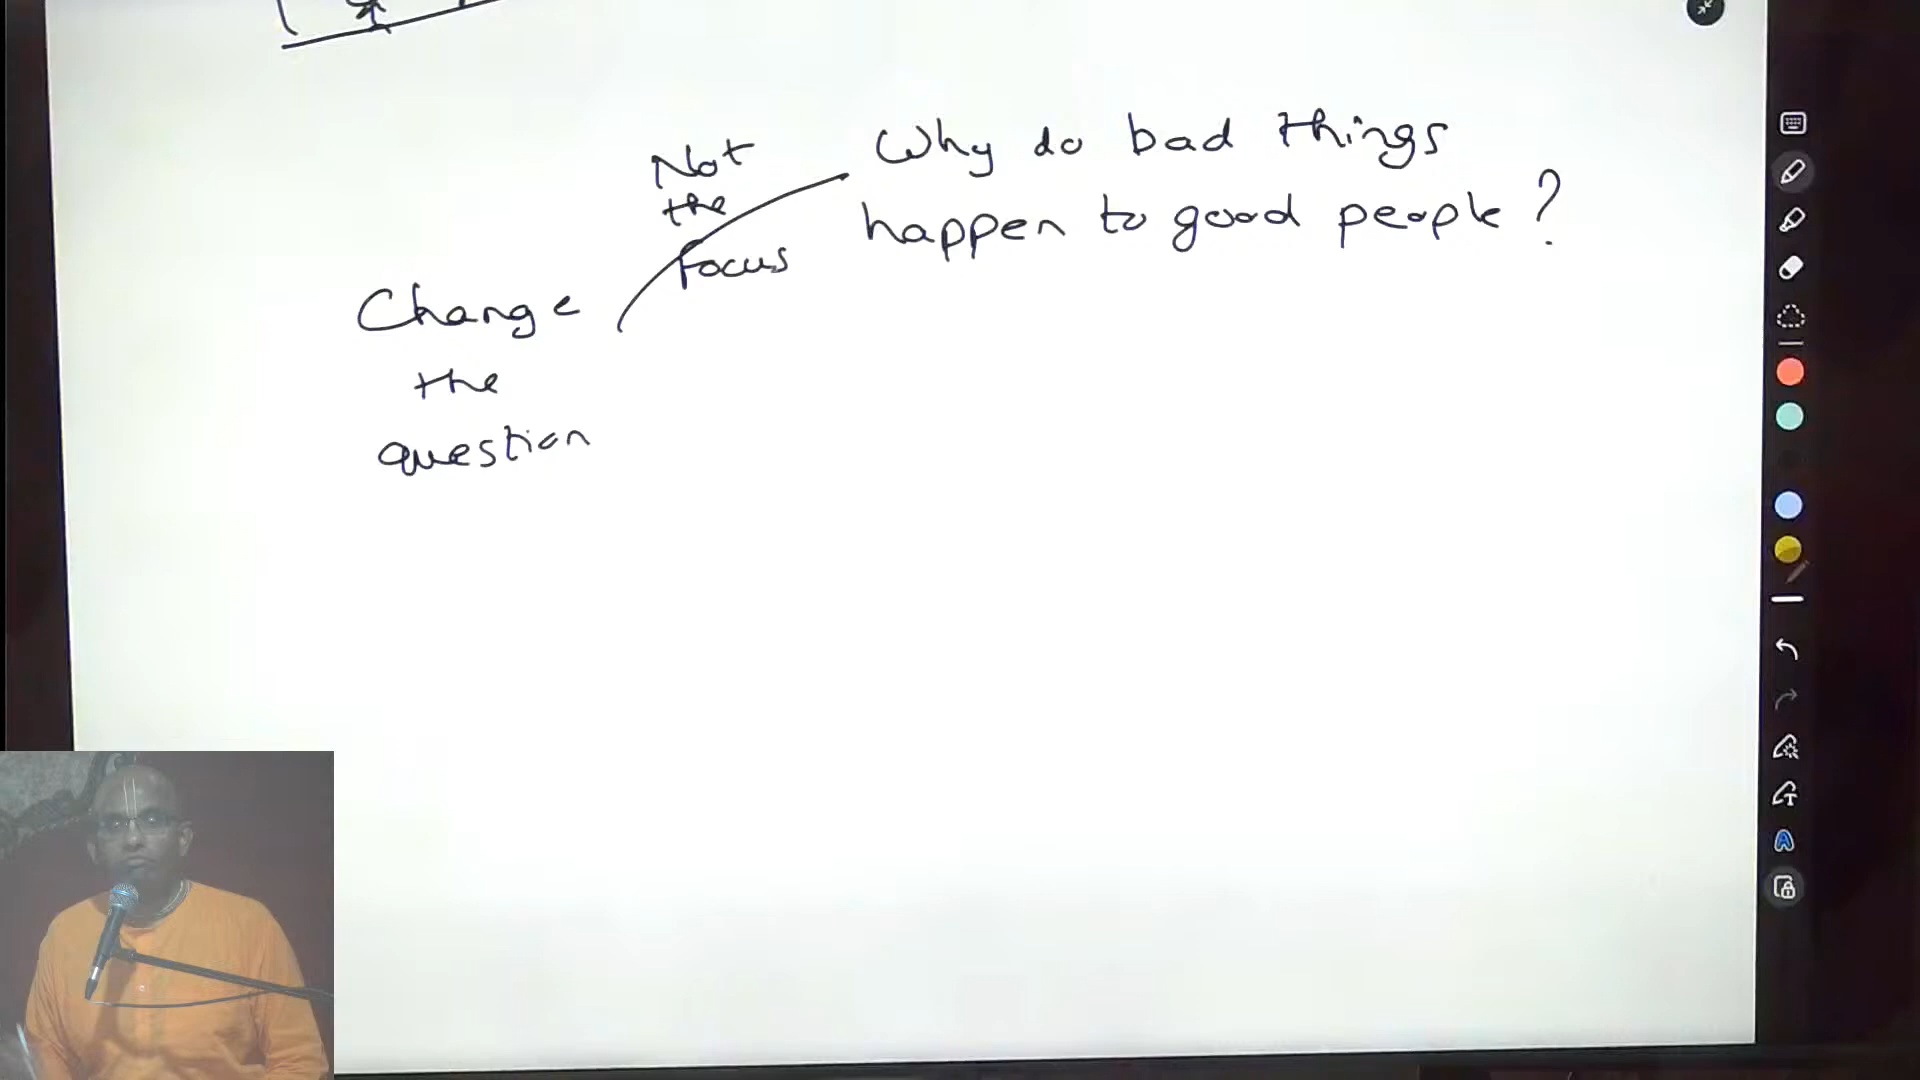 Why do bad things
happen to good people?
Not
the
focus
Change
the
question